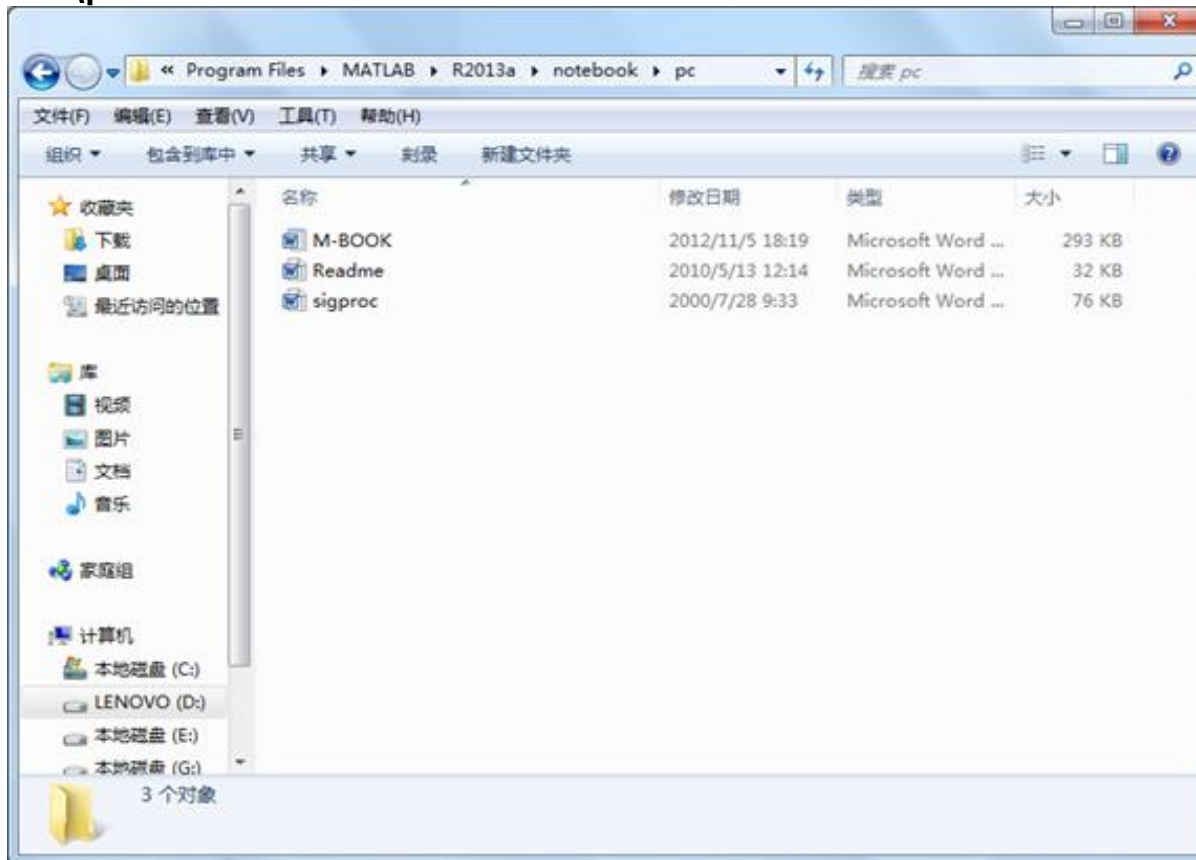 « Program Files ▸ MATLAB ▸ R2013a ▸ notebook ▸ pc
搜索 pc
文件(F) 编辑(E) 查看(V) 工具(T) 帮助(H)
组织 包含到库中 共享 刻录 新建文件夹
名称 修改日期 类型 大小
M-BOOK 2012/11/5 18:19 Microsoft Word ... 293 KB
Readme 2010/5/13 12:14 Microsoft Word ... 32 KB
sigproc 2000/7/28 9:33 Microsoft Word ... 76 KB
收藏夹
下载
桌面
最近访问的位置
库
视频
图片
文档
音乐
家庭组
计算机
本地磁盘 (C:)
LENOVO (D:)
本地磁盘 (E:)
本地磁盘 (G:)
3 个对象